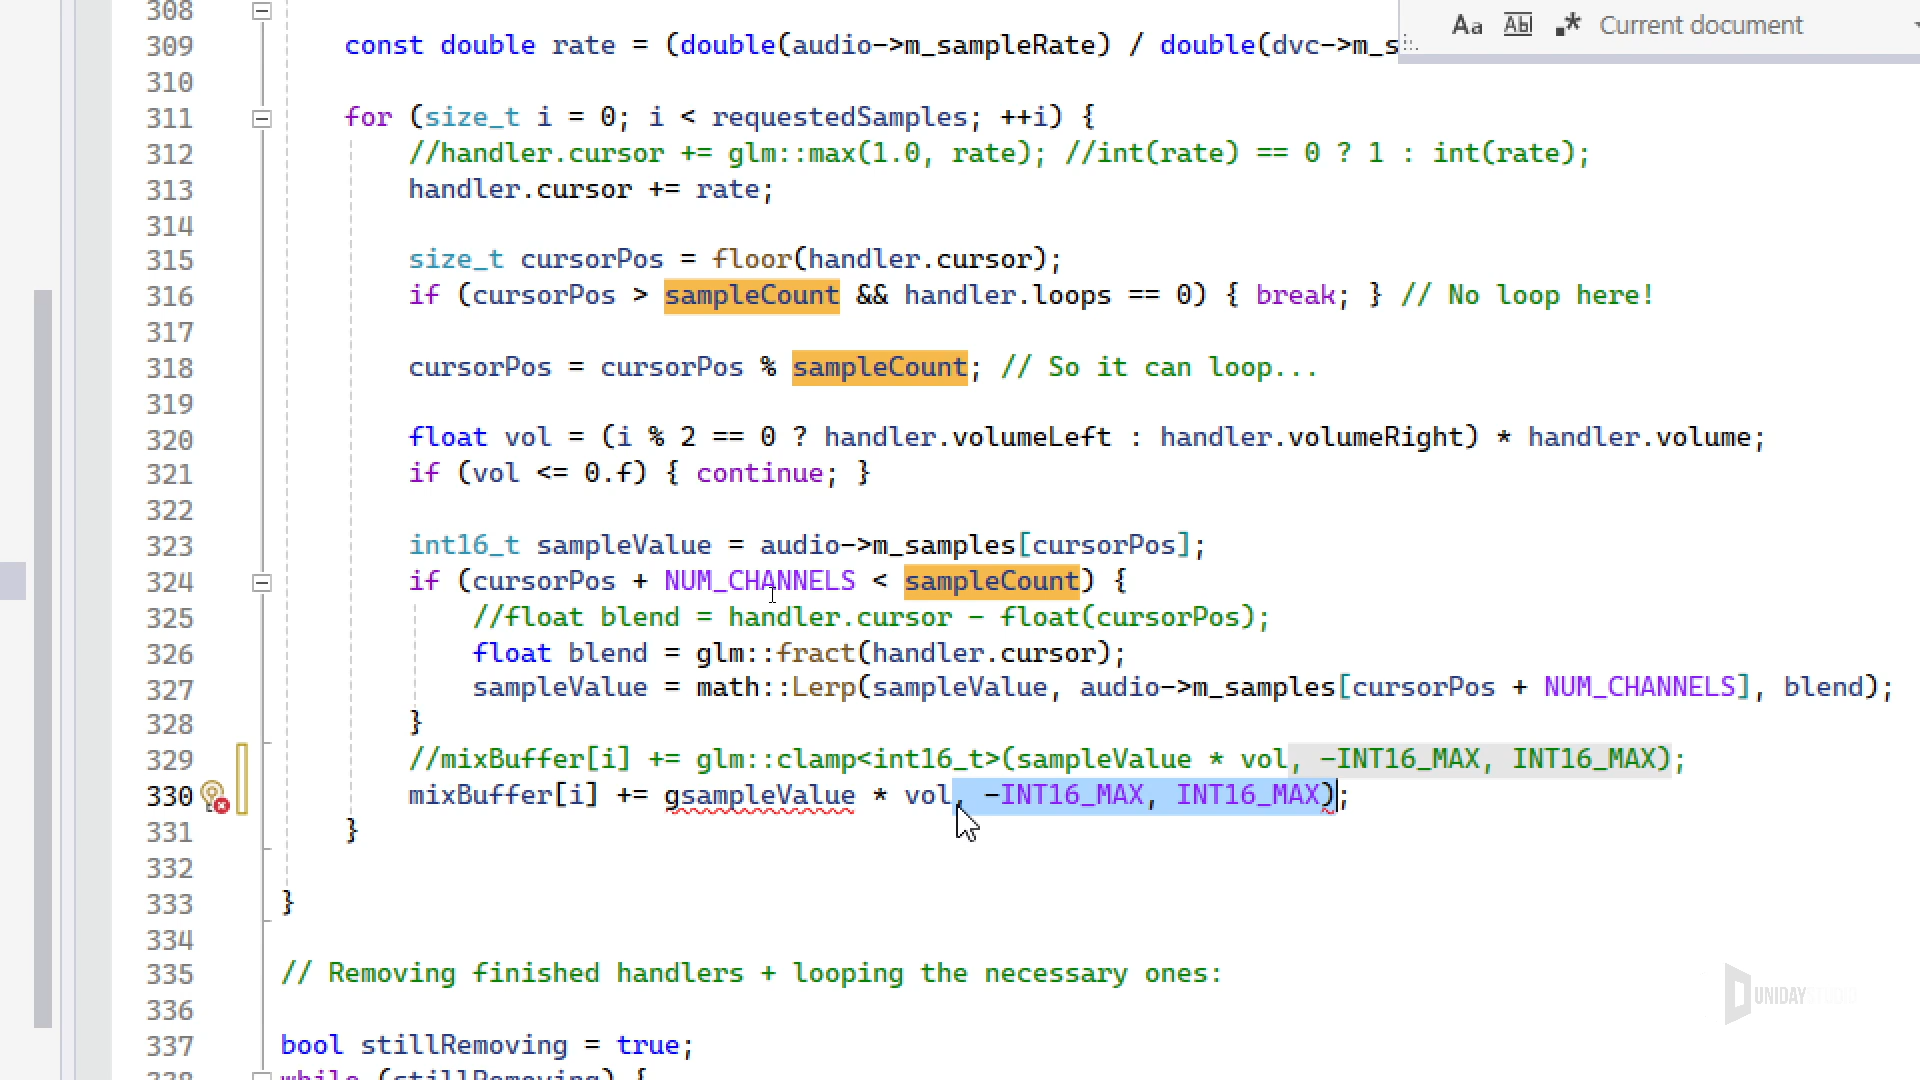 Aa Ab .* Current document
308
309 const double rate = (double(audio->m_sampleRate) / double(dvc->m_s
310
311 for (size_t i = 0; i < requestedSamples; ++i) {
312 //handler.cursor += glm::max(1.0, rate); //int(rate) == 0 ? 1 : int(rate);
313 handler.cursor += rate;
314
315 size_t cursorPos = floor(handler.cursor);
316 if (cursorPos > sampleCount && handler.loops == 0) { break; } // No loop here!
317
318 cursorPos = cursorPos % sampleCount; // So it can loop...
319
320 float vol = (i % 2 == 0 ? handler.volumeLeft : handler.volumeRight) * handler.volume;
321 if (vol <= 0.f) { continue; }
322
323 int16_t sampleValue = audio->m_samples[cursorPos];
324 if (cursorPos + NUM_CHANNELS < sampleCount) {
325 //float blend = handler.cursor - float(cursorPos);
326 float blend = glm::fract(handler.cursor);
327 sampleValue = math::Lerp(sampleValue, audio->m_samples[cursorPos + NUM_CHANNELS], blend);
328 }
329 //mixBuffer[i] += glm::clamp<int16_t>(sampleValue * vol, -INT16_MAX, INT16_MAX);
330 mixBuffer[i] += gsampleValue * vol, -INT16_MAX, INT16_MAX);
331 }
332
333 }
334
335 // Removing finished handlers + looping the necessary ones:
336
337 bool stillRemoving = true;
338 while (stillRemoving) {
UNIDAY